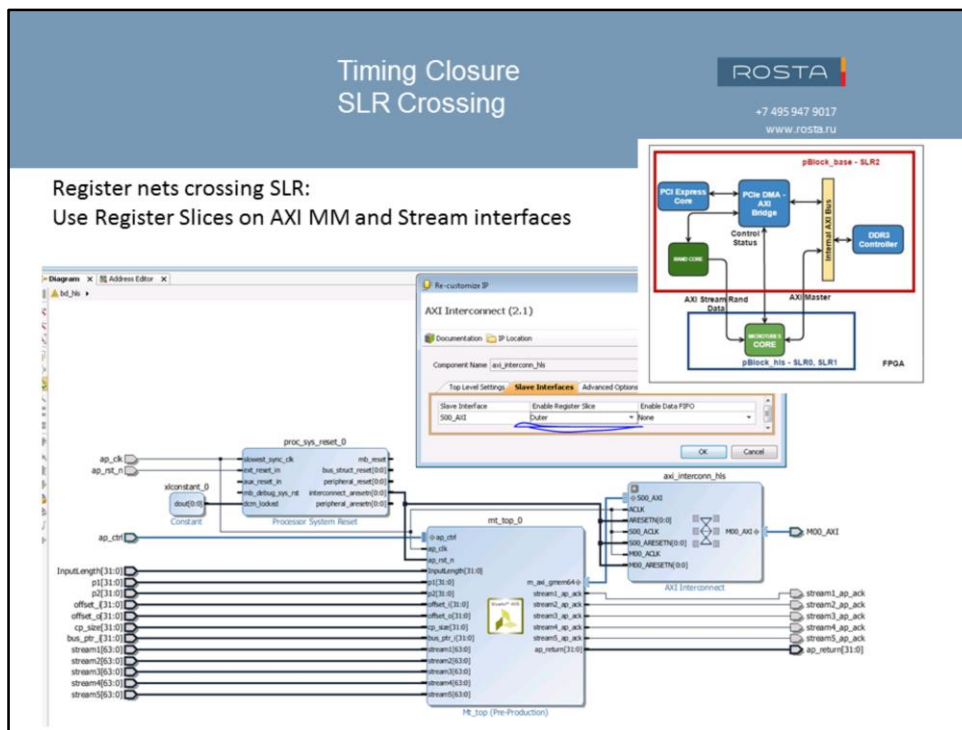 Timing Closure
SLR Crossing
ROSTA
+7 495 947 9017
www.rosta.ru
Register nets crossing SLR:
Use Register Slices on AXI MM and Stream interfaces
pBlock_base - SLR2
PCI Express
Core
PCIe DMA -
AXI
Bridge
Internal AXI Bus
DDR3
Controller
Control
Status
RAND CORE
AXI Stream Rand
Data
AXI Master
CORE
pBlock_hls - SLR0, SLR1
FPGA
Diagram
Address Editor
bd_hls
Re-customize IP
AXI Interconnect (2.1)
Documentation
IP Location
Component Name
axi_interconn_hls
Top Level Settings
Slave Interfaces
Advanced Options
Slave Interface
Enable Register Slice
Enable Data FIFO
S00_AXI
Outer
None
OK
Cancel
proc_sys_reset_0
slowest_sync_clk
mb_reset
ext_reset_in
bus_struct_reset[0:0]
aux_reset_in
peripheral_reset[0:0]
mb_debug_sys_rst
interconnect_aresetn[0:0]
dcm_locked
peripheral_aresetn[0:0]
Processor System Reset
ap_clk
ap_rst_n
xlconstant_0
dout[0:0]
Constant
ap_ctrl
InputLength[31:0]
p1[31:0]
p2[31:0]
offset_i[31:0]
offset_o[31:0]
cp_size[31:0]
bus_ptr_i[31:0]
stream1[63:0]
stream2[63:0]
stream3[63:0]
stream4[63:0]
stream5[63:0]
mt_top_0
ap_ctrl
ap_clk
ap_rst_n
InputLength[31:0]
p1[31:0]
p2[31:0]
offset_i[31:0]
offset_o[31:0]
cp_size[31:0]
bus_ptr_i[31:0]
stream1[63:0]
stream2[63:0]
stream3[63:0]
stream4[63:0]
stream5[63:0]
m_axi_gmem64
stream1_ap_ack
stream2_ap_ack
stream3_ap_ack
stream4_ap_ack
stream5_ap_ack
ap_return[31:0]
Mt_top (Pre-Production)
axi_interconn_hls
S00_AXI
ACLK
ARESETN[0:0]
S00_ACLK
S00_ARESETN[0:0]
M00_ACLK
M00_ARESETN[0:0]
M00_AXI
AXI Interconnect
M00_AXI
stream1_ap_ack
stream2_ap_ack
stream3_ap_ack
stream4_ap_ack
stream5_ap_ack
ap_return[31:0]